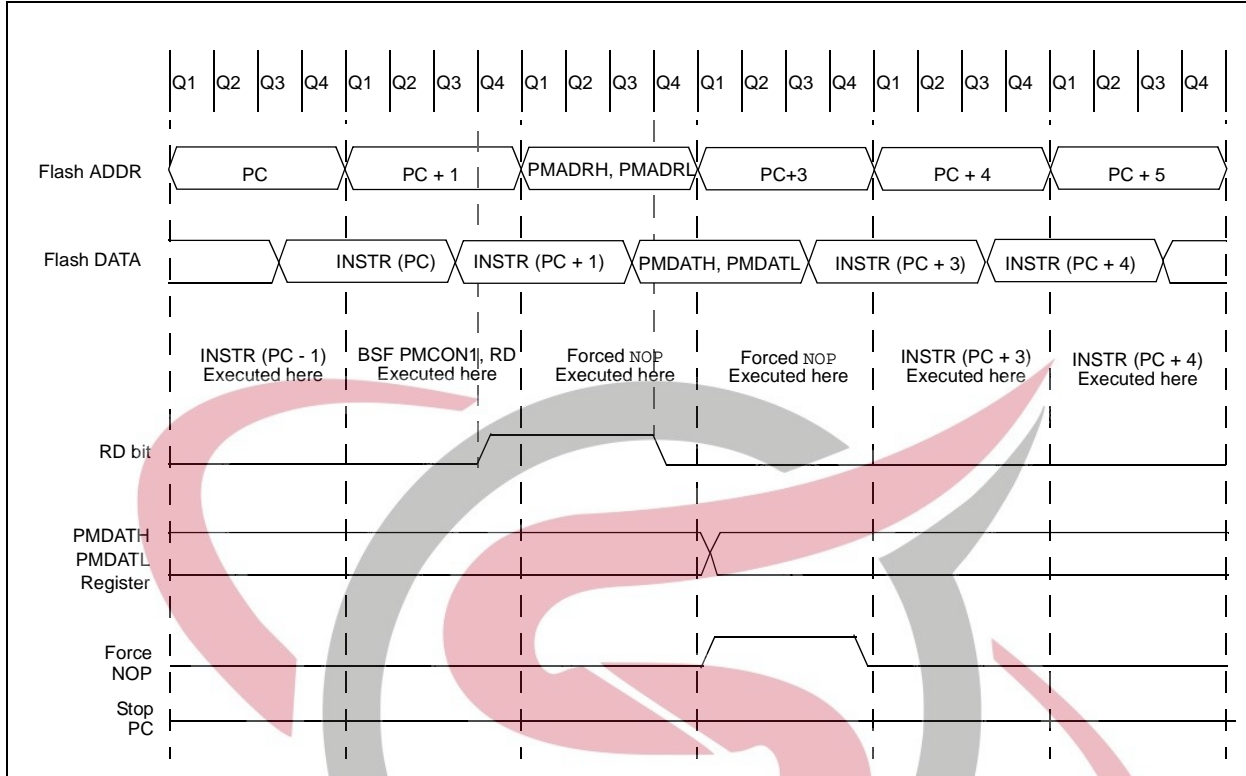 Q1 Q2 Q3 Q4 Q1 Q2 Q3 Q4 Q1 Q2 Q3 Q4 Q1 Q2 Q3 Q4 Q1 Q2 Q3 Q4 Q1 Q2 Q3 Q4
Flash ADDR PC PC + 1 PMADRH, PMADRL PC+3 PC + 4 PC + 5
Flash DATA INSTR (PC) INSTR (PC + 1) PMDATH, PMDATL INSTR (PC + 3) INSTR (PC + 4)
INSTR (PC - 1) BSF PMCON1, RD Forced NOP Forced NOP INSTR (PC + 3) INSTR (PC + 4)
Executed here Executed here Executed here Executed here Executed here Executed here
RD bit
PMDATH
PMDATL
Register
Force
NOP
Stop
PC